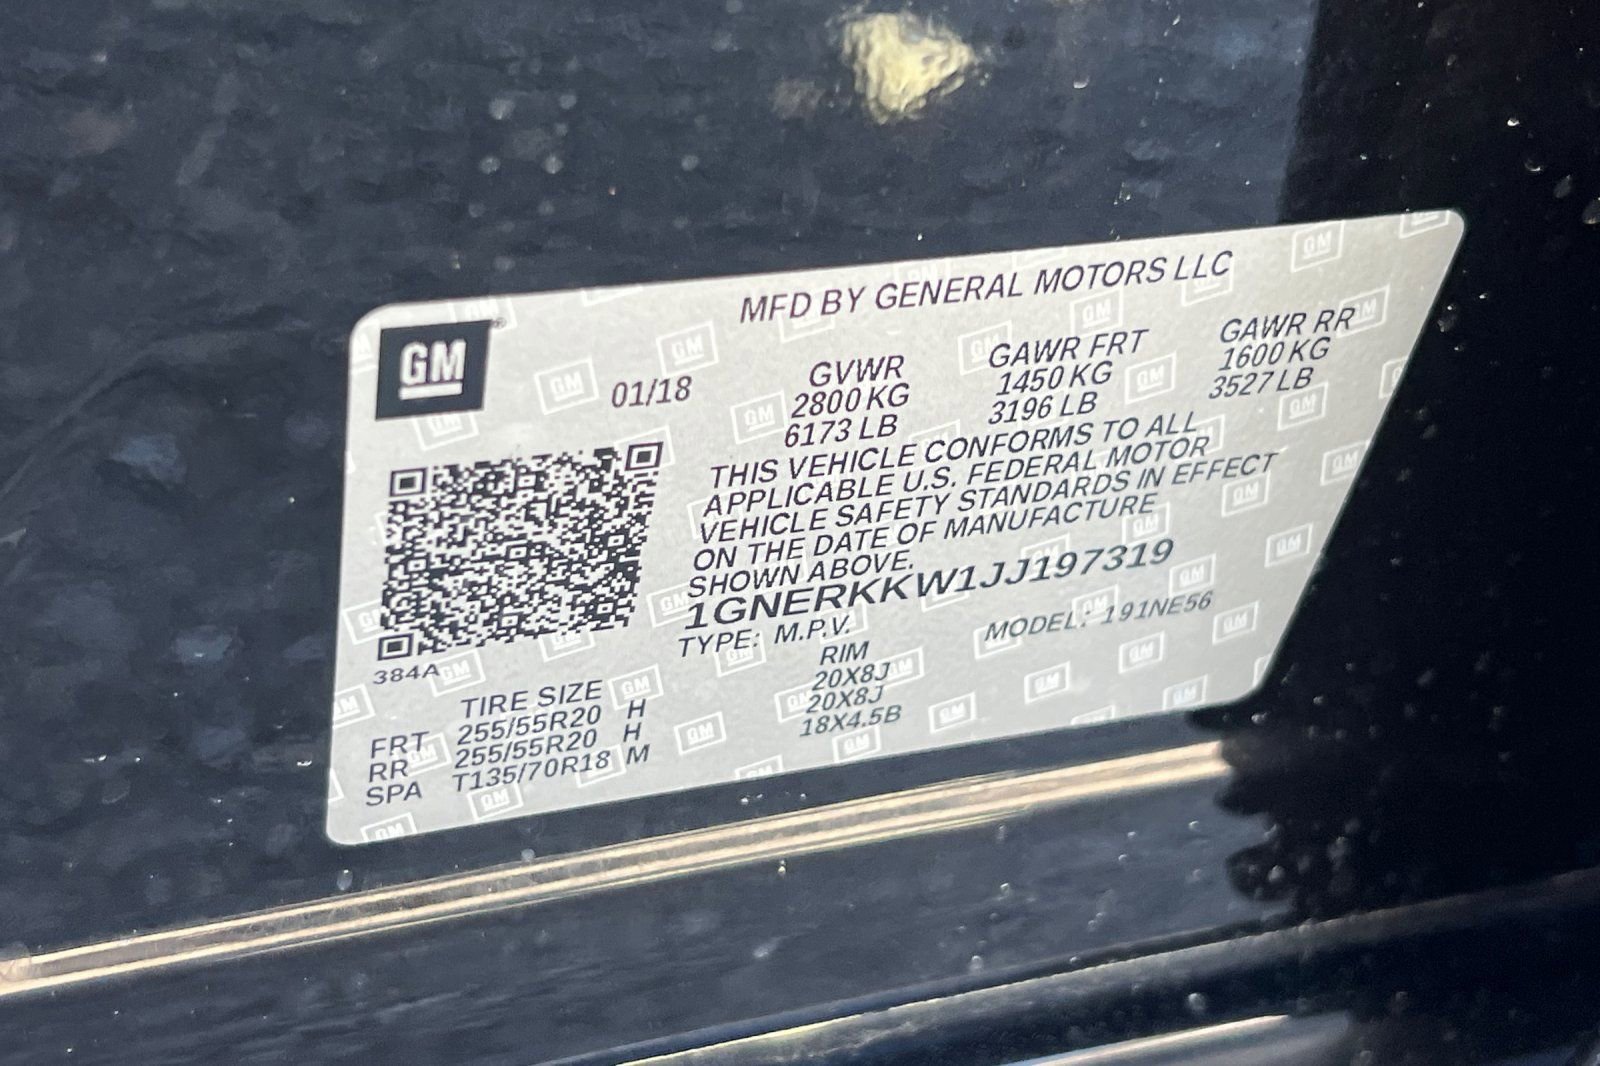 MFD BY GENERAL MOTORS LLC
GM
01/18
GVWR GAWR FRT GAWR RR
2800 KG 1450 KG 1600 KG
6173 LB 3196 LB 3527 LB
THIS VEHICLE CONFORMS TO ALL
APPLICABLE U.S. FEDERAL MOTOR
VEHICLE SAFETY STANDARDS IN EFFECT
ON THE DATE OF MANUFACTURE
SHOWN ABOVE.
1GNERKKW1JJ197319
TYPE: M.P.V. MODEL: 191NE56
384A
TIRE SIZE RIM
FRT 255/55R20 H 20X8J
RR 255/55R20 H 20X8J
SPA T135/70R18 M 18X4.5B